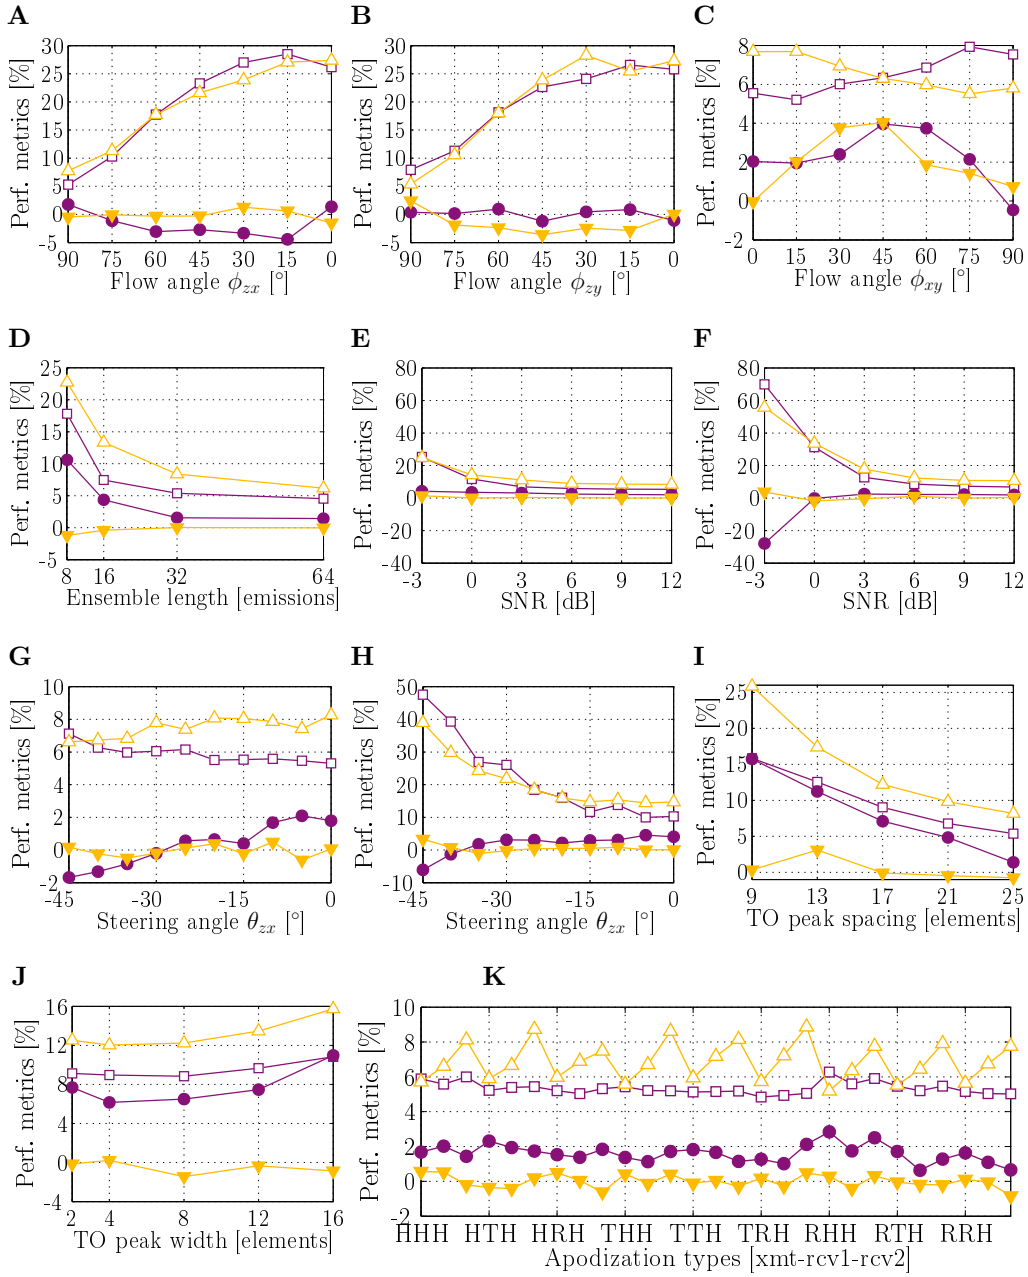 A
Perf. metrics [%]
30
25
20
15
10
5
0
-5
90 75 60 45 30 15 0
Flow angle ϕzx [°]
B
Perf. metrics [%]
30
25
20
15
10
5
0
-5
90 75 60 45 30 15 0
Flow angle ϕzy [°]
C
Perf. metrics [%]
8
6
4
2
0
-2
0 15 30 45 60 75 90
Flow angle ϕxy [°]
D
Perf. metrics [%]
25
20
15
10
5
0
-5
8 16 32 64
Ensemble length [emissions]
E
Perf. metrics [%]
80
60
40
20
0
-20
-40
-3 0 3 6 9 12
SNR [dB]
F
Perf. metrics [%]
80
60
40
20
0
-20
-40
-3 0 3 6 9 12
SNR [dB]
G
Perf. metrics [%]
10
8
6
4
2
0
-2
-45 -30 -15 0
Steering angle θzx [°]
H
Perf. metrics [%]
50
40
30
20
10
0
-10
-45 -30 -15 0
Steering angle θzx [°]
I
Perf. metrics [%]
25
20
15
10
5
0
9 13 17 21 25
TO peak spacing [elements]
J
Perf. metrics [%]
16
12
8
4
0
-4
2 4 8 12 16
TO peak width [elements]
K
Perf. metrics [%]
10
8
6
4
2
0
-2
HHH HTH HRH THH TTH TRH RHH RTH RRH
Apodization types [xmt-rcv1-rcv2]